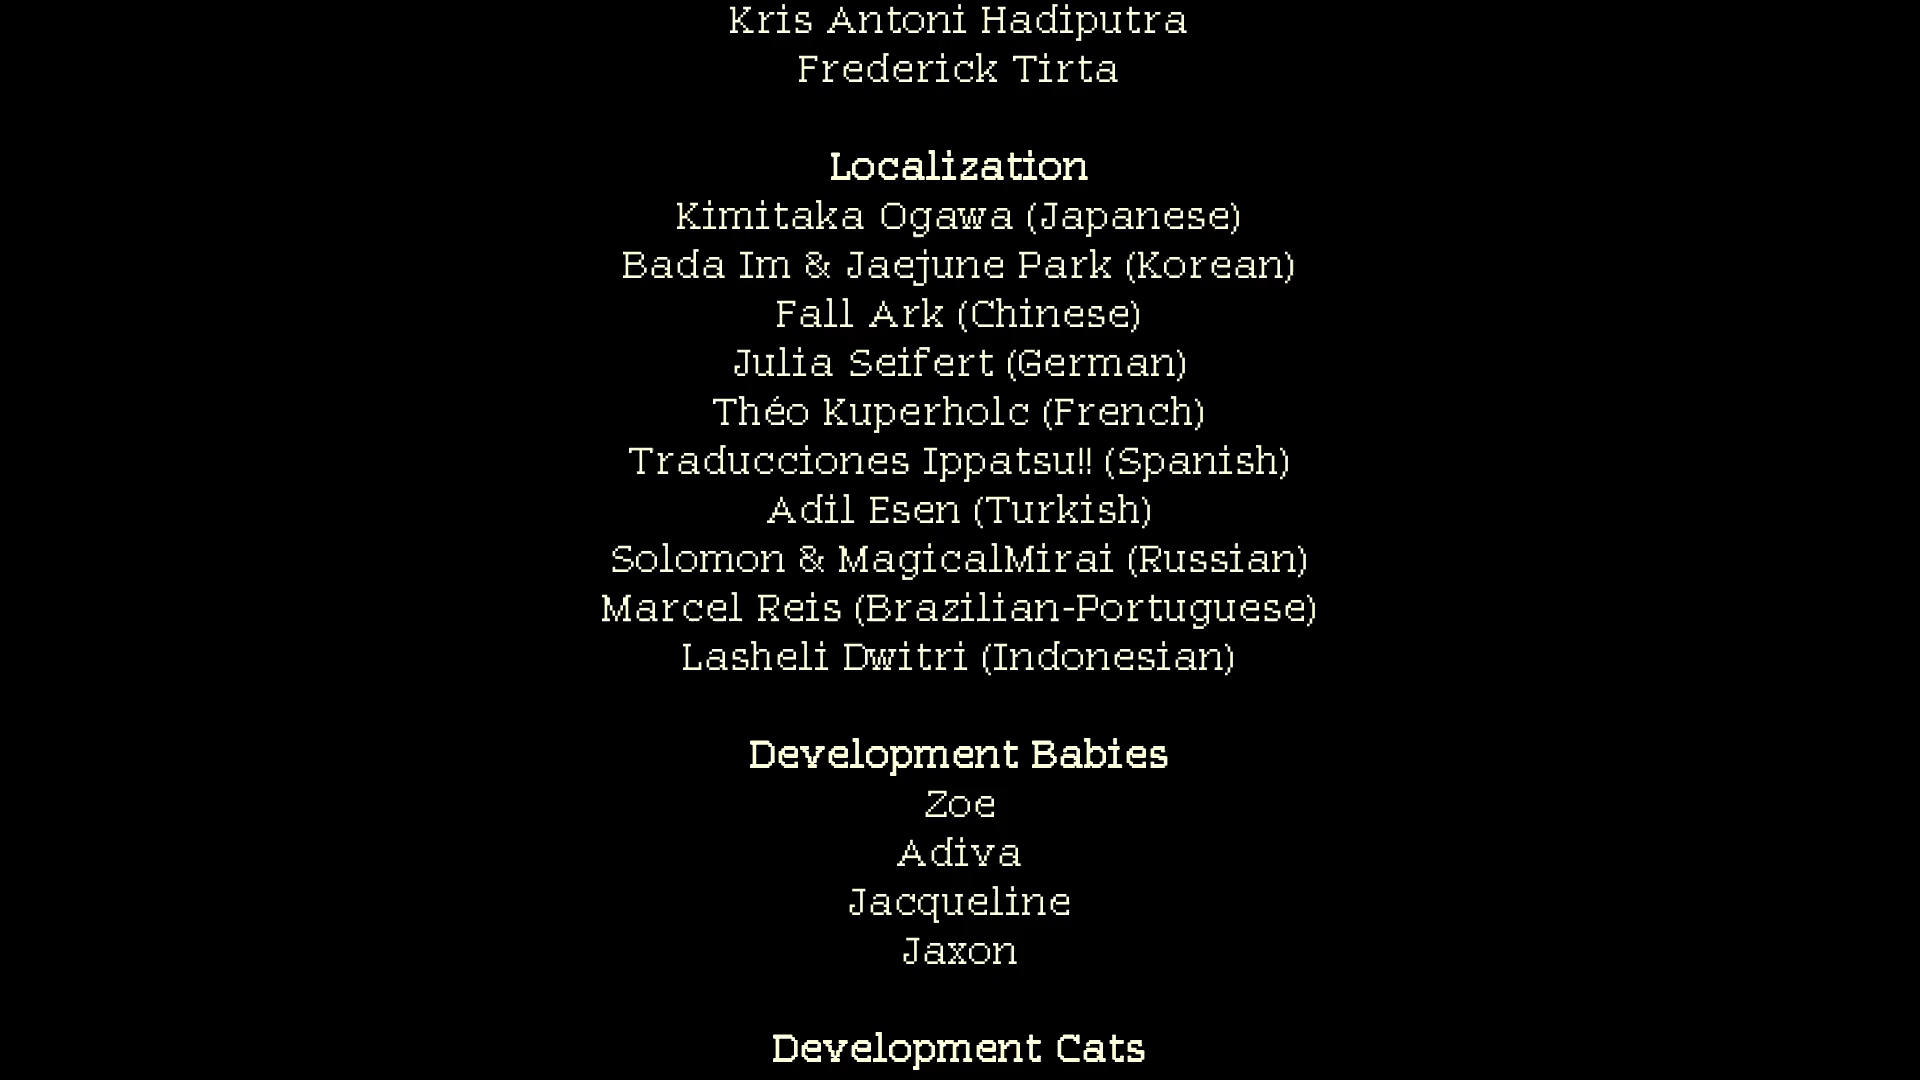 Kris Antoni Hadiputra
Frederick Tirta
Localization
Kimitaka Ogawa (Japanese)
Bada Im & Jaejune Park (Korean)
Fall Ark (Chinese)
Julia Seifert (German)
Théo Kuperholc (French)
Traducciones Ippatsu!! (Spanish)
Adil Esen (Turkish)
Solomon & MagicalMirai (Russian)
Marcel Reis (Brazilian-Portuguese)
Lasheli Dwitri (Indonesian)
Development Babies
Zoe
Adiva
Jacqueline
Jaxon
Development Cats